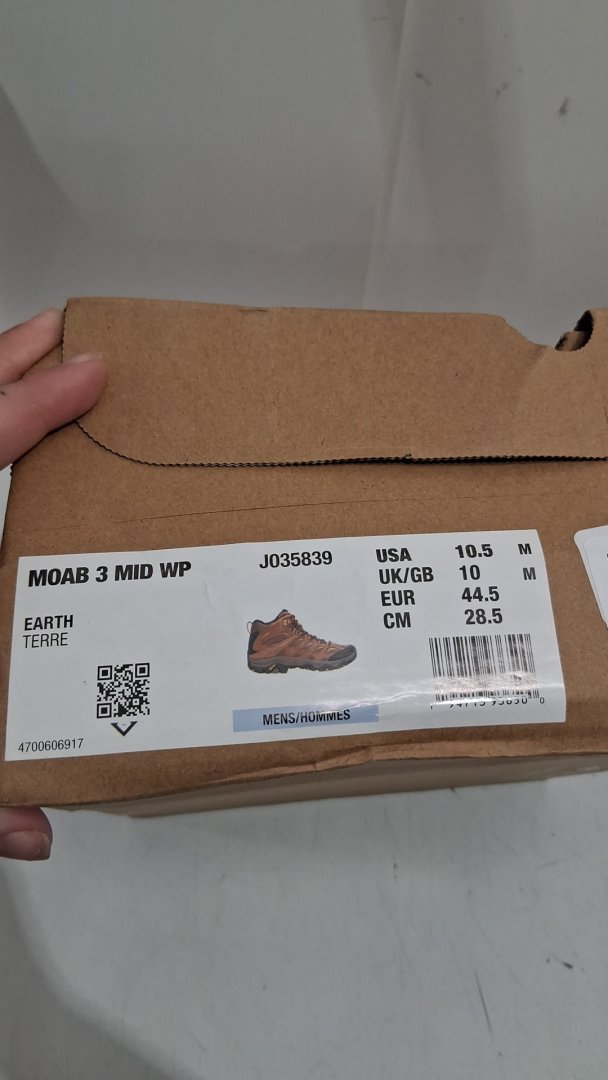 MOAB 3 MID WP
J035839
USA 10.5 M
UK/GB 10 M
EUR 44.5
CM 28.5
EARTH
TERRE
MENS/HOMMES
4700606917